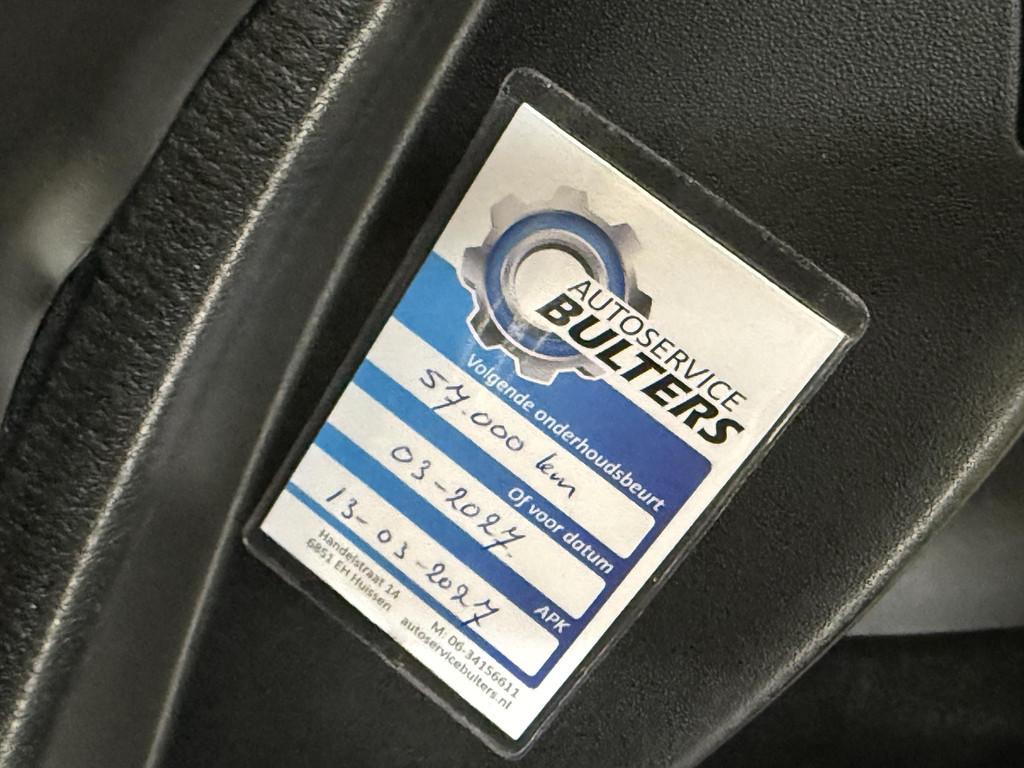 AUTOSERVICE
BULTERS
Volgende onderhoudsbeurt
57.000 km
Of voor datum
03-2027
APK
13-03-2027
Handelstraat 14
6851 EH Huissen
M: 06-34156611
autoservicebulters.nl